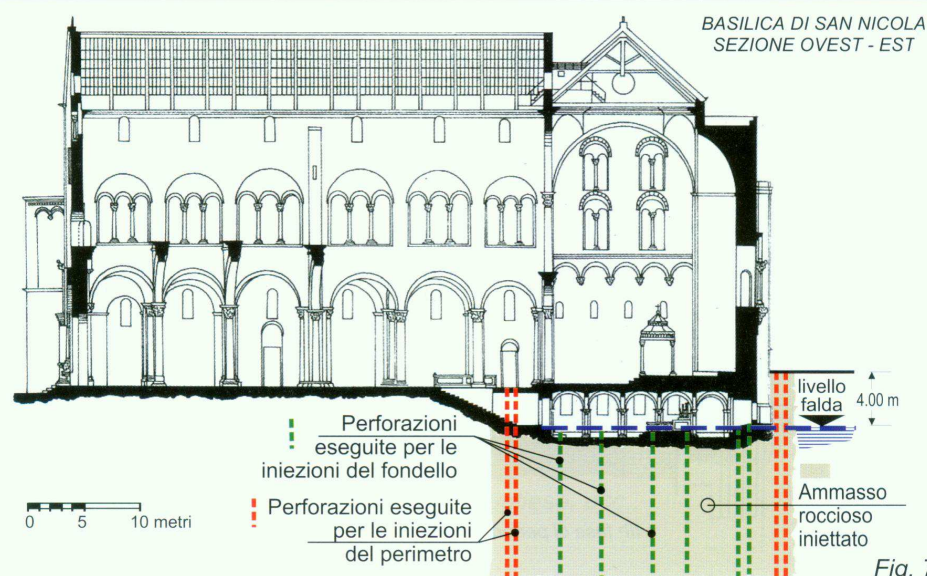 BASILICA DI SAN NICOLA
SEZIONE OVEST - EST
livello
falda
4.00 m
Perforazioni
eseguite per le
iniezioni del fondello
Perforazioni eseguite
per le iniezioni
del perimetro
Ammasso
roccioso
iniettato
0 5 10 metri
Fig.